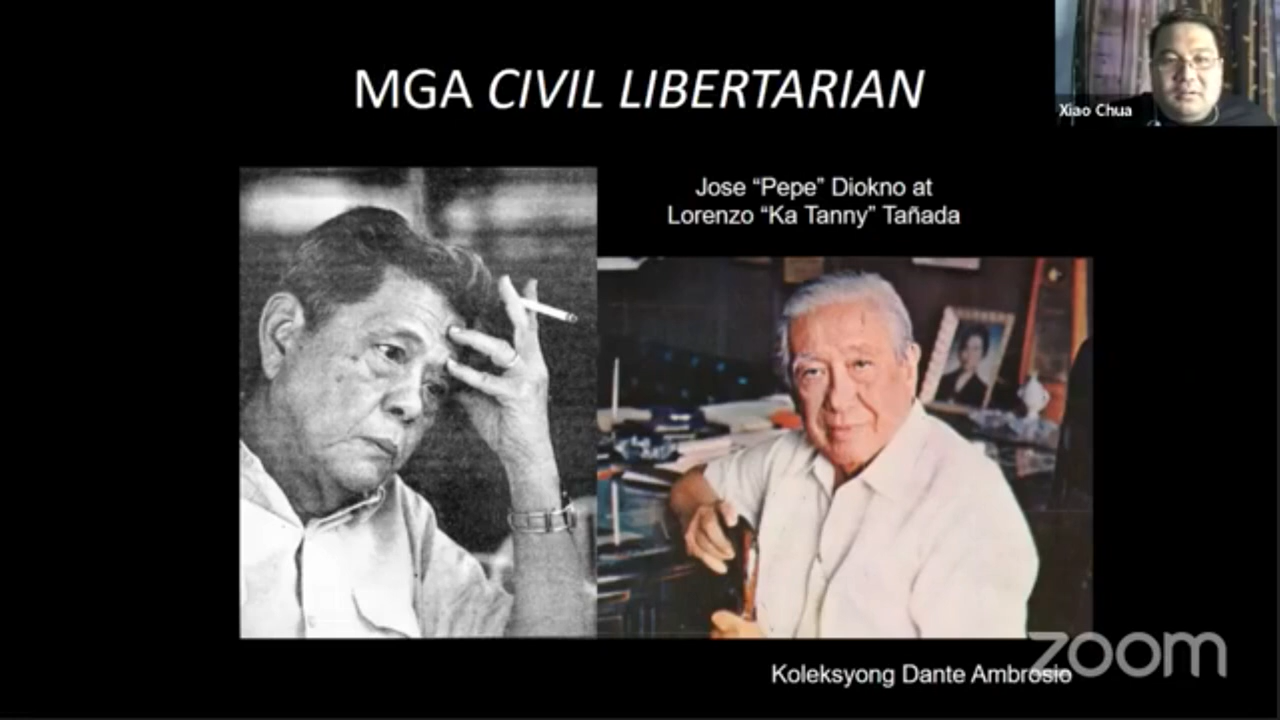 MGA CIVIL LIBERTARIAN
Xiao Chua
Jose “Pepe” Diokno at
Lorenzo “Ka Tanny” Tañada
Koleksyong Dante Ambrosio
zoom